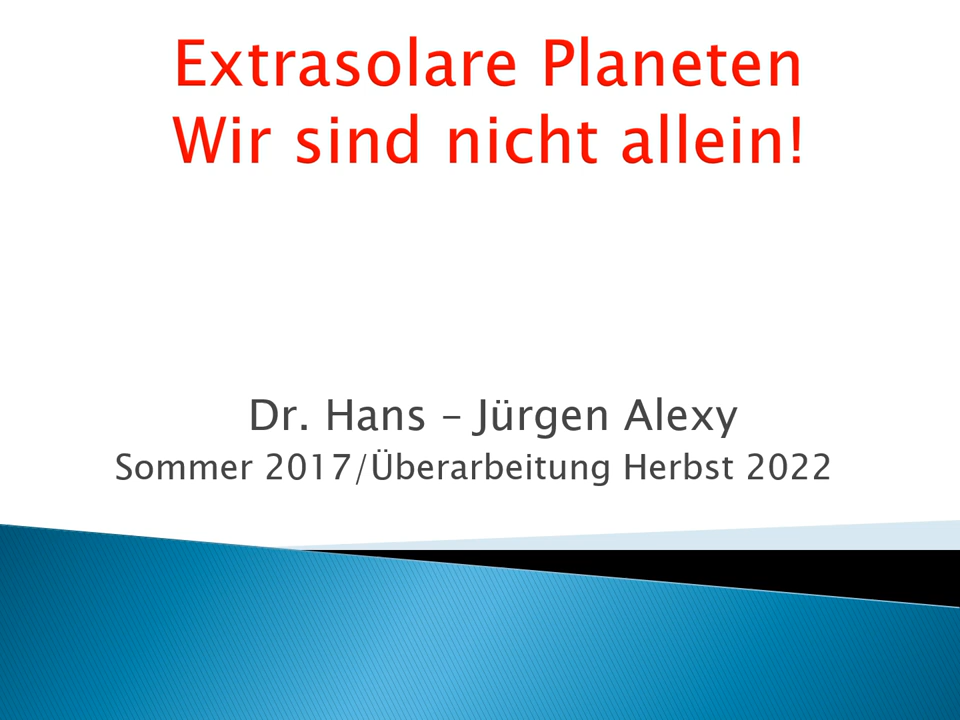 Extrasolare Planeten
Wir sind nicht allein!
Dr. Hans – Jürgen Alexy
Sommer 2017/Überarbeitung Herbst 2022